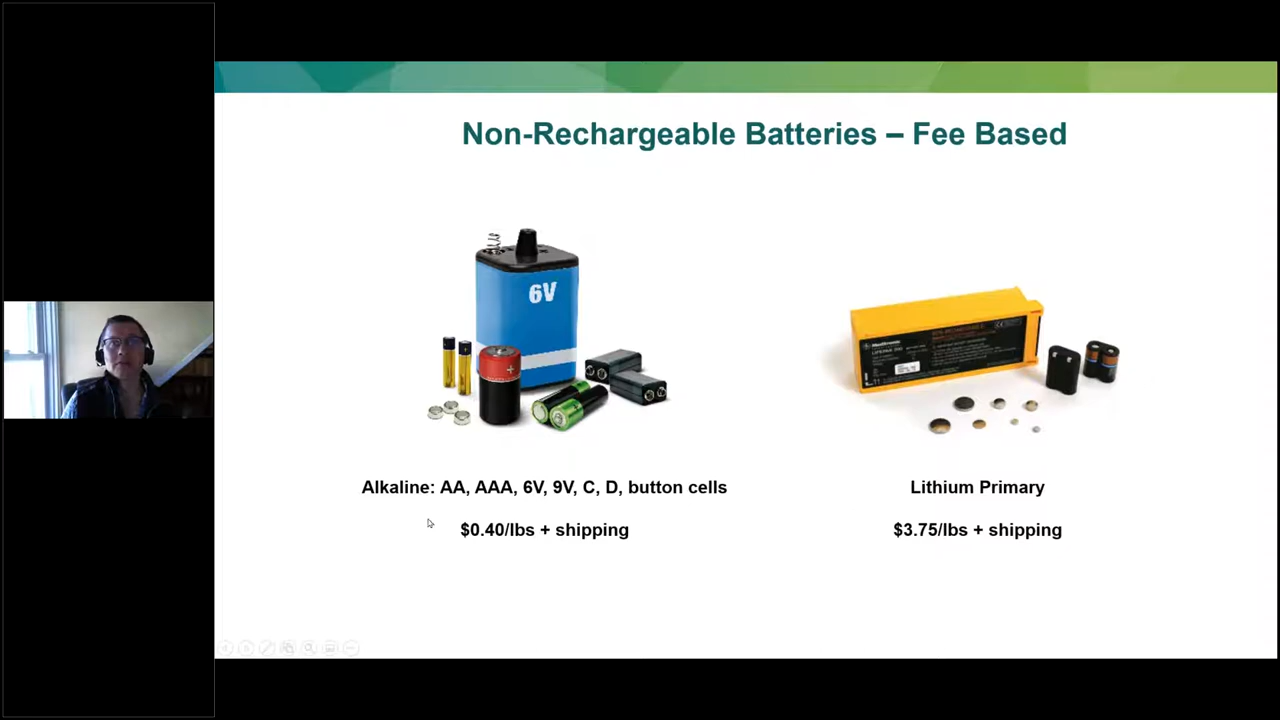 Non-Rechargeable Batteries – Fee Based
6V
Medtronic
Alkaline: AA, AAA, 6V, 9V, C, D, button cells
Lithium Primary
$0.40/lbs + shipping
$3.75/lbs + shipping